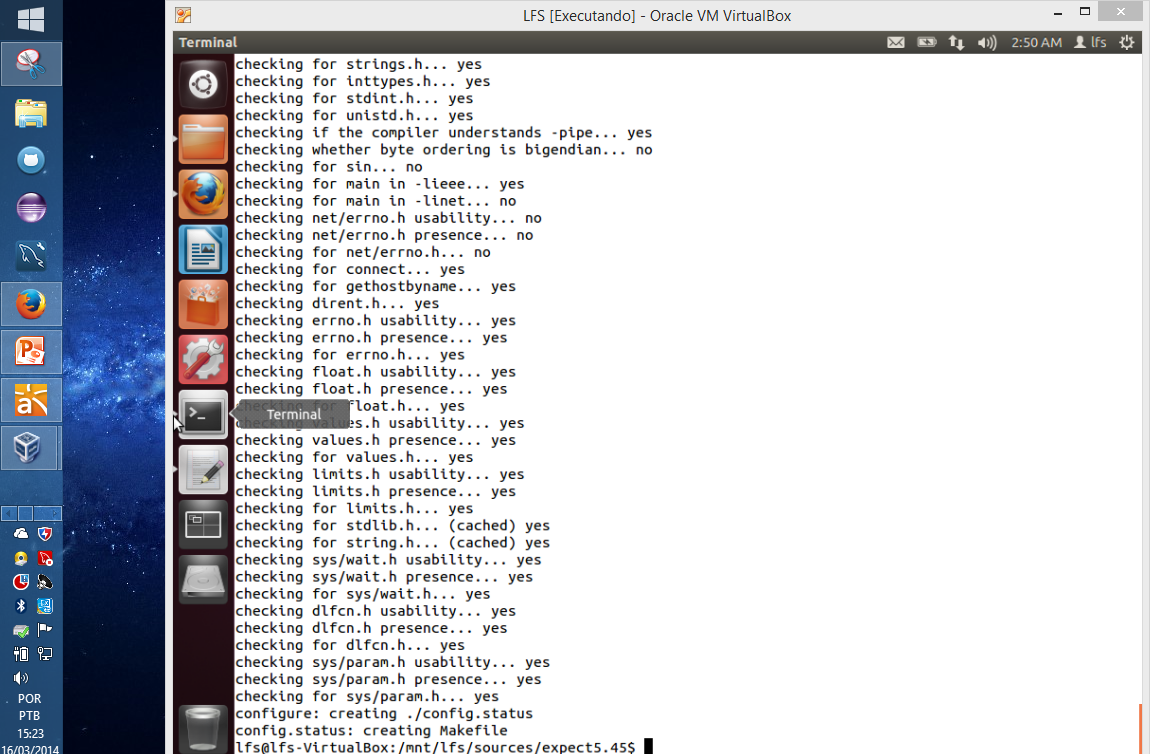 LFS [Executando] - Oracle VM VirtualBox
Terminal
2:50 AM
lfs
checking for strings.h... yes
checking for inttypes.h... yes
checking for stdint.h... yes
checking for unistd.h... yes
checking if the compiler understands -pipe... yes
checking whether byte ordering is bigendian... no
checking for sin... no
checking for main in -lieee... yes
checking for main in -linet... no
checking net/errno.h usability... no
checking net/errno.h presence... no
checking for net/errno.h... no
checking for connect... yes
checking for gethostbyname... yes
checking dirent.h... yes
checking errno.h usability... yes
checking errno.h presence... yes
checking for errno.h... yes
checking float.h usability... yes
checking float.h presence... yes
checking for float.h... yes
Terminal
checking values.h usability... yes
checking values.h presence... yes
checking for values.h... yes
checking limits.h usability... yes
checking limits.h presence... yes
checking for limits.h... yes
checking for stdlib.h... (cached) yes
checking for string.h... (cached) yes
checking sys/wait.h usability... yes
checking sys/wait.h presence... yes
checking for sys/wait.h... yes
checking dlfcn.h usability... yes
checking dlfcn.h presence... yes
checking for dlfcn.h... yes
checking sys/param.h usability... yes
checking sys/param.h presence... yes
checking for sys/param.h... yes
configure: creating ./config.status
config.status: creating Makefile
lfs@lfs-VirtualBox:/mnt/lfs/sources/expect5.45$
POR
PTB
15:23
16/03/2014